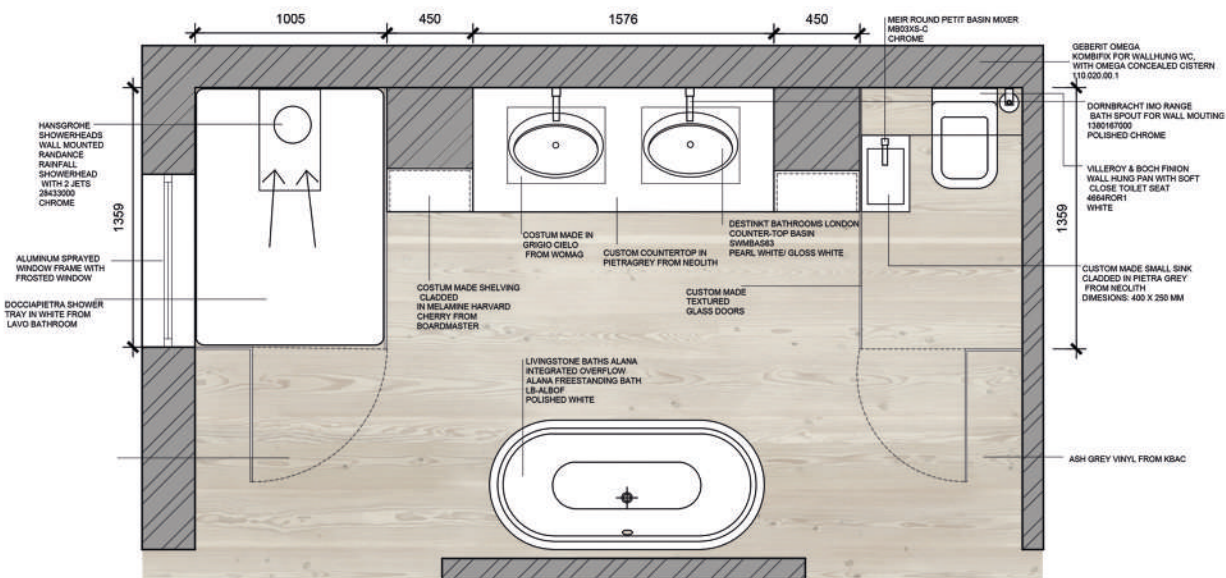 1005
450
1576
450
MEIR ROUND PETIT BASIN MIXER
MB03XS-C
CHROME
GEBERIT OMEGA
KOMBIFIX FOR WALLHUNG WC,
WITH OMEGA CONCEALED CISTERN
110.020.00.1
DORNBRACHT IMO RANGE
BATH SPOUT FOR WALL MOUTING
1380167000
POLISHED CHROME
HANSGROHE
SHOWERHEADS
WALL MOUNTED
RANDANCE
RAINFALL
SHOWERHEAD
WITH 2 JETS
28433000
CHROME
VILLEROY & BOCH FINION
WALL HUNG PAN WITH SOFT
CLOSE TOILET SEAT
4664ROR1
WHITE
1359
1359
ALUMINUM SPRAYED
WINDOW FRAME WITH
FROSTED WINDOW
DOCCIAPIETRA SHOWER
TRAY IN WHITE FROM
LAVO BATHROOM
COSTUM MADE SHELVING
CLADDED
IN MELAMINE HARVARD
CHERRY FROM
BOARDMASTER
COSTUM MADE IN
GRIGIO CIELO
FROM WOMAG
CUSTOM COUNTERTOP IN
PIETRAGREY FROM NEOLITH
DESTINKT BATHROOMS LONDON
COUNTER-TOP BASIN
SWMBAS63
PEARL WHITE/ GLOSS WHITE
CUSTOM MADE
TEXTURED
GLASS DOORS
CUSTOM MADE SMALL SINK
CLADDED IN PIETRA GREY
FROM NEOLITH
DIMESIONS: 400 X 250 MM
LIVINGSTONE BATHS ALANA
INTEGRATED OVERFLOW
ALANA FREESTANDING BATH
LB-ALBOF
POLISHED WHITE
ASH GREY VINYL FROM KBAC